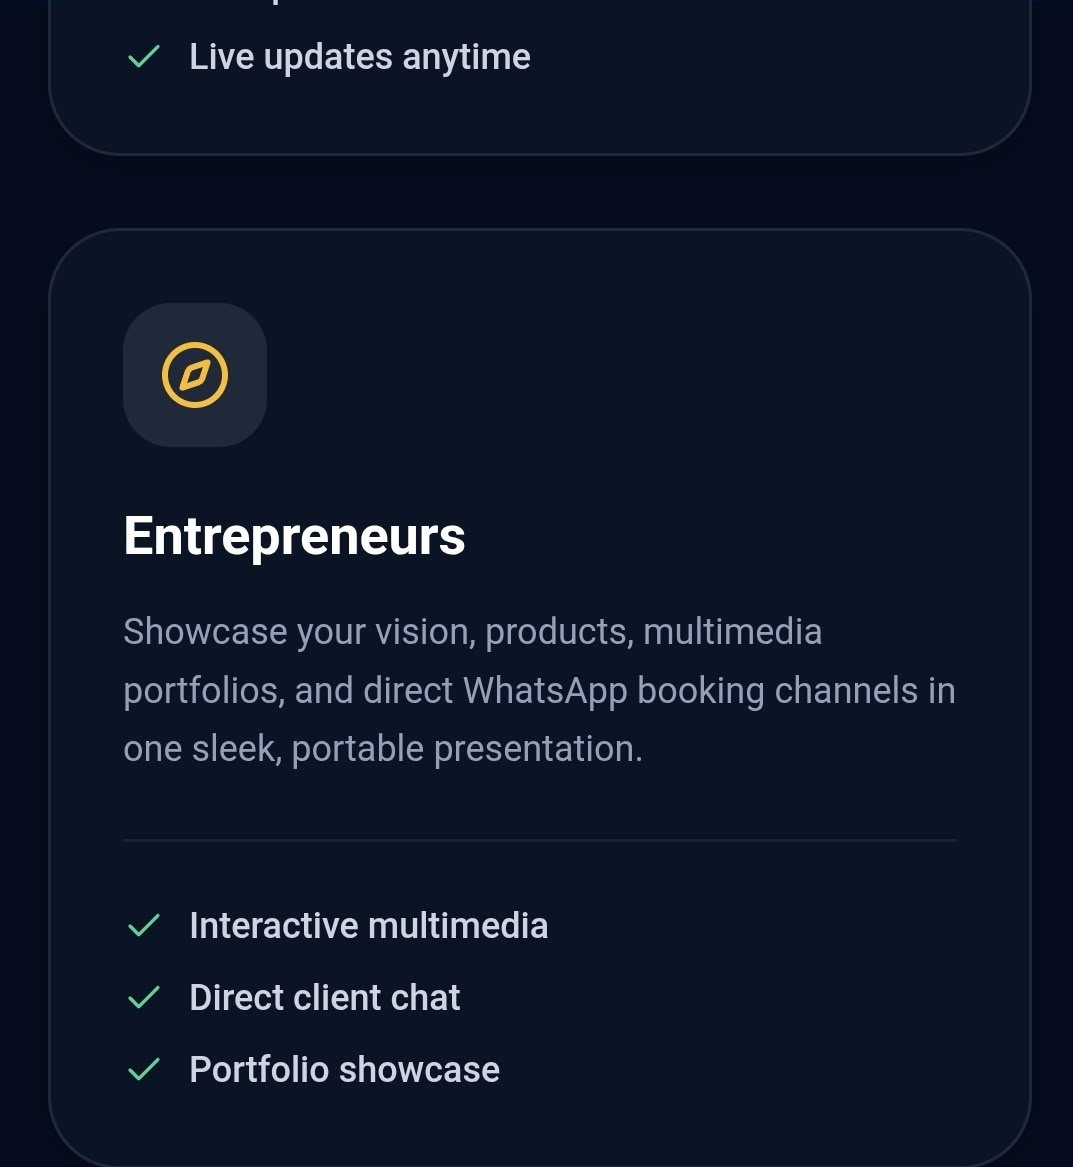 Live updates anytime
Entrepreneurs
Showcase your vision, products, multimedia
portfolios, and direct WhatsApp booking channels in
one sleek, portable presentation.
Interactive multimedia
Direct client chat
Portfolio showcase